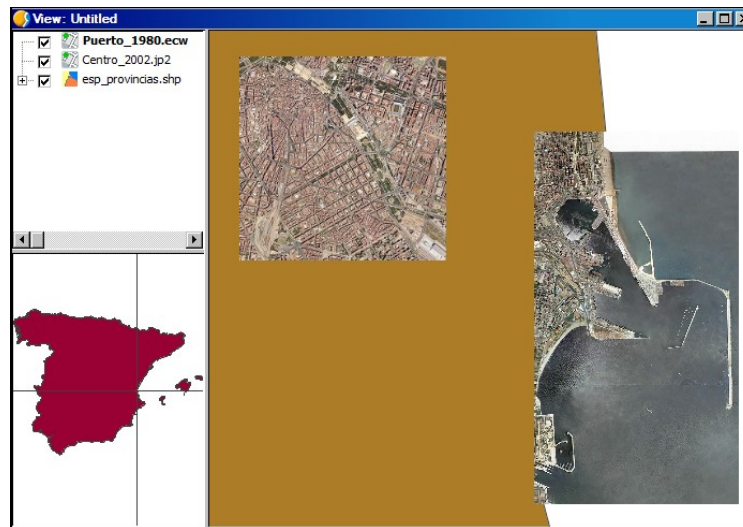 View: Untitled
Puerto_1980.ecw
Centro_2002.jp2
esp_provincias.shp